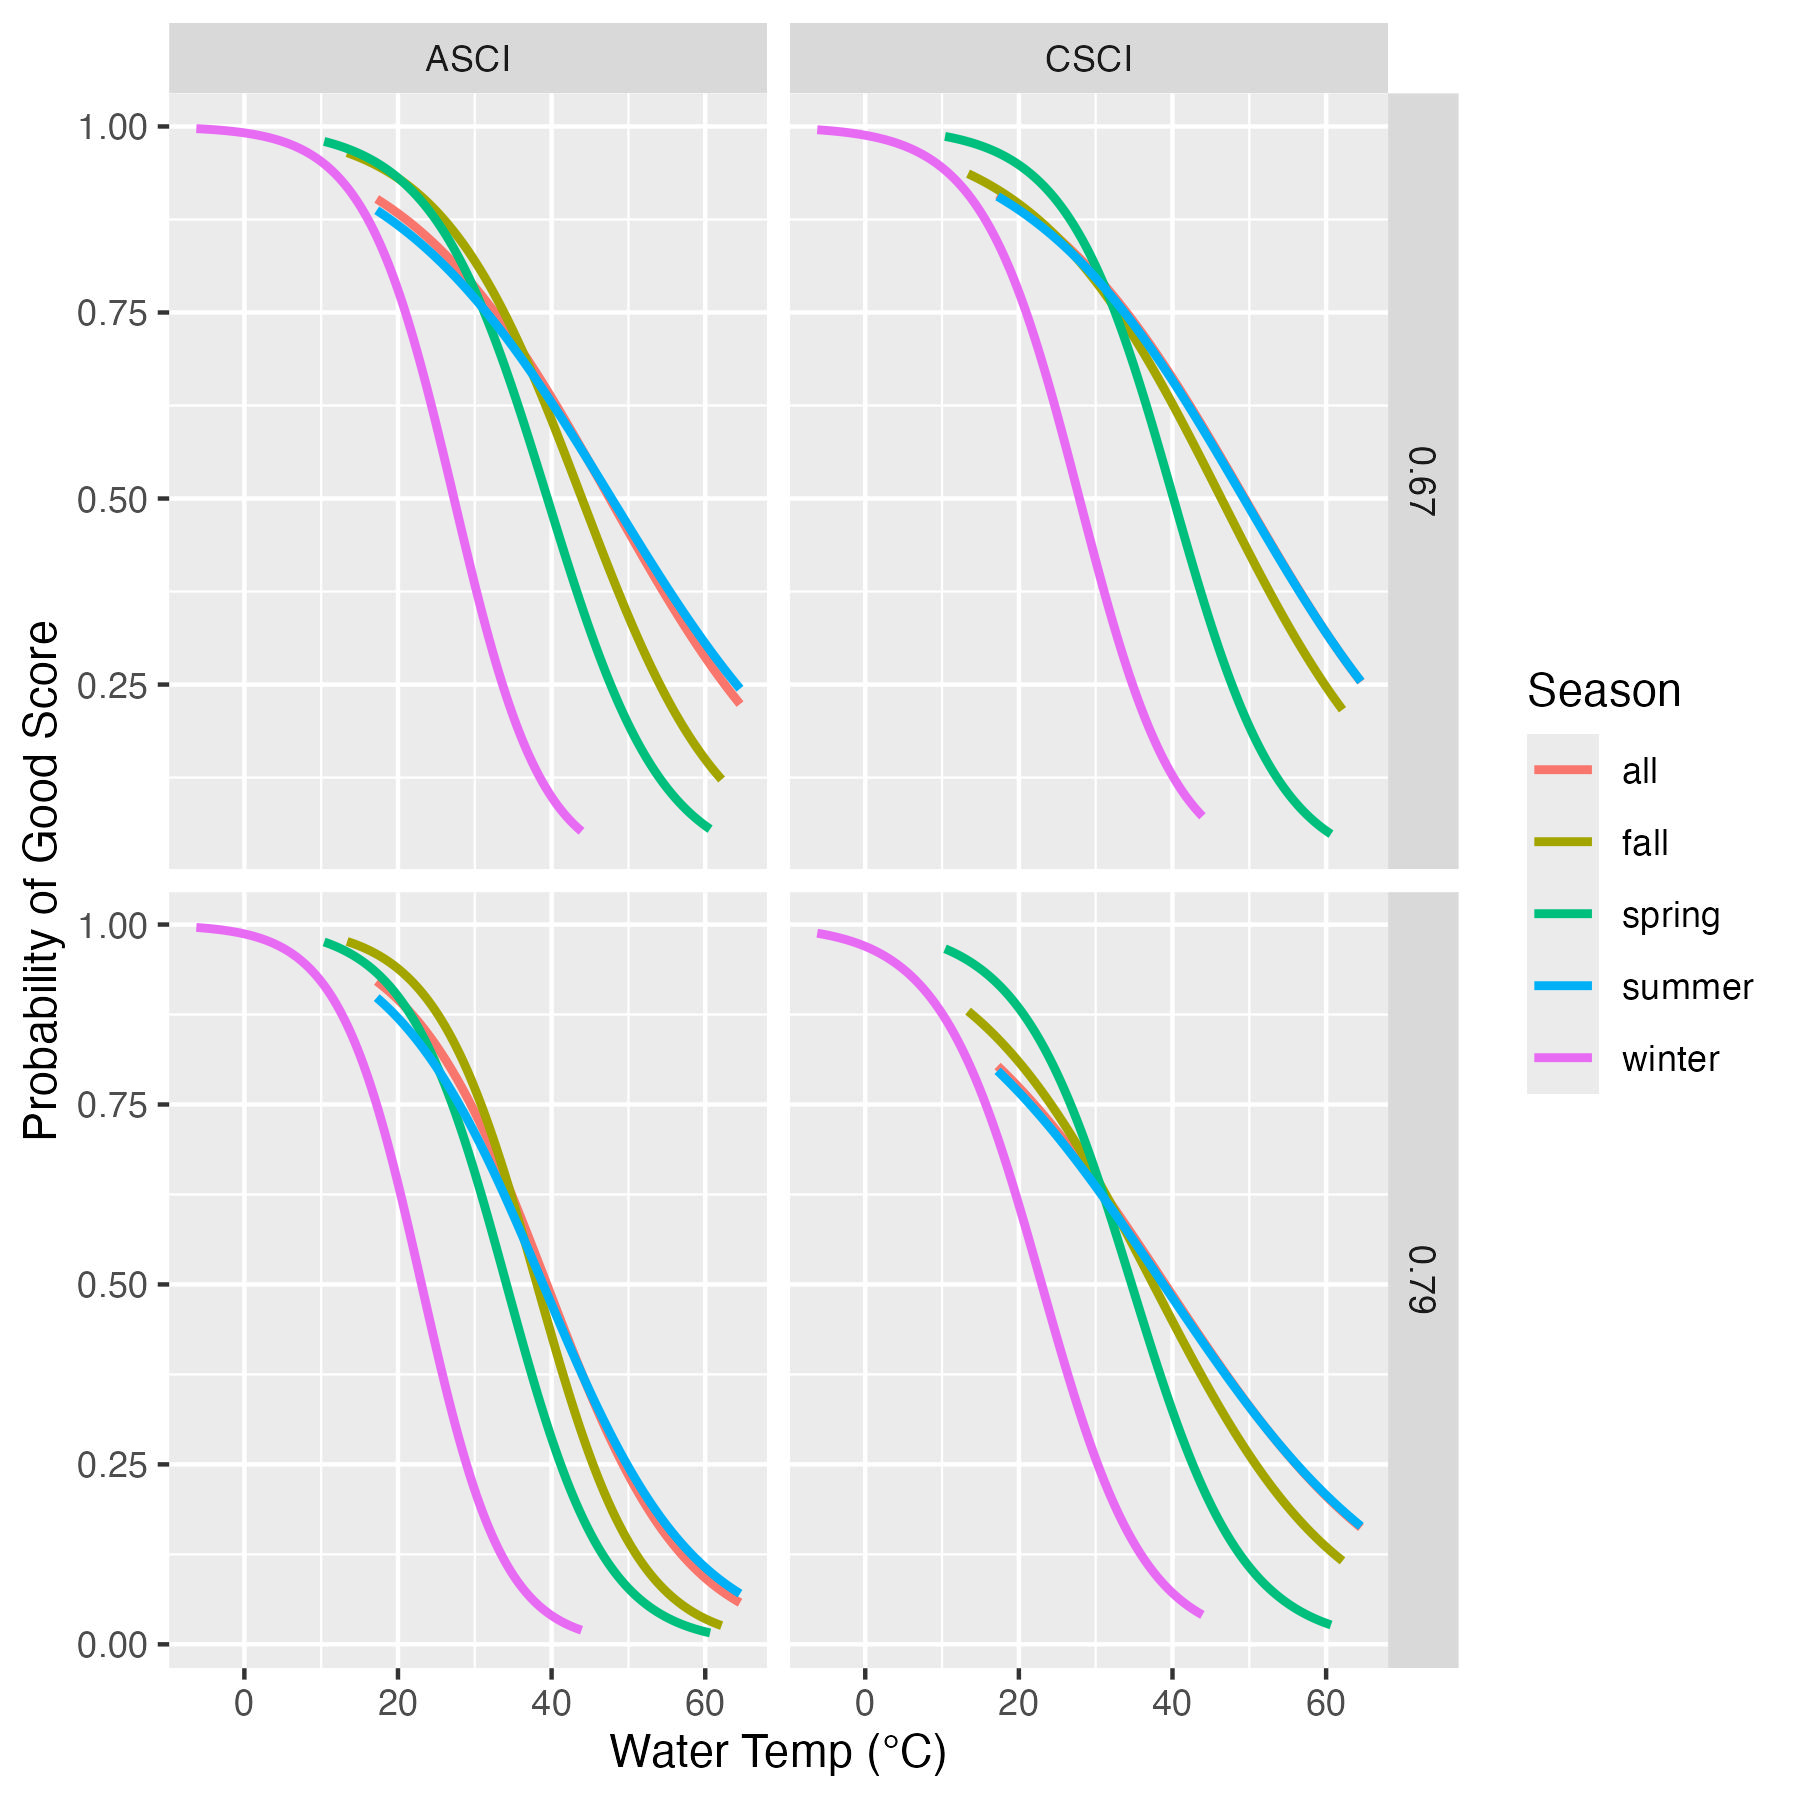 ASCI
CSCI
1.00
0.75
0.50
0.25
0.67
1.00
0.75
0.50
0.25
0.00
0.79
0 20 40 60
0 20 40 60
Water Temp (°C)
Probability of Good Score
Season
all
fall
spring
summer
winter